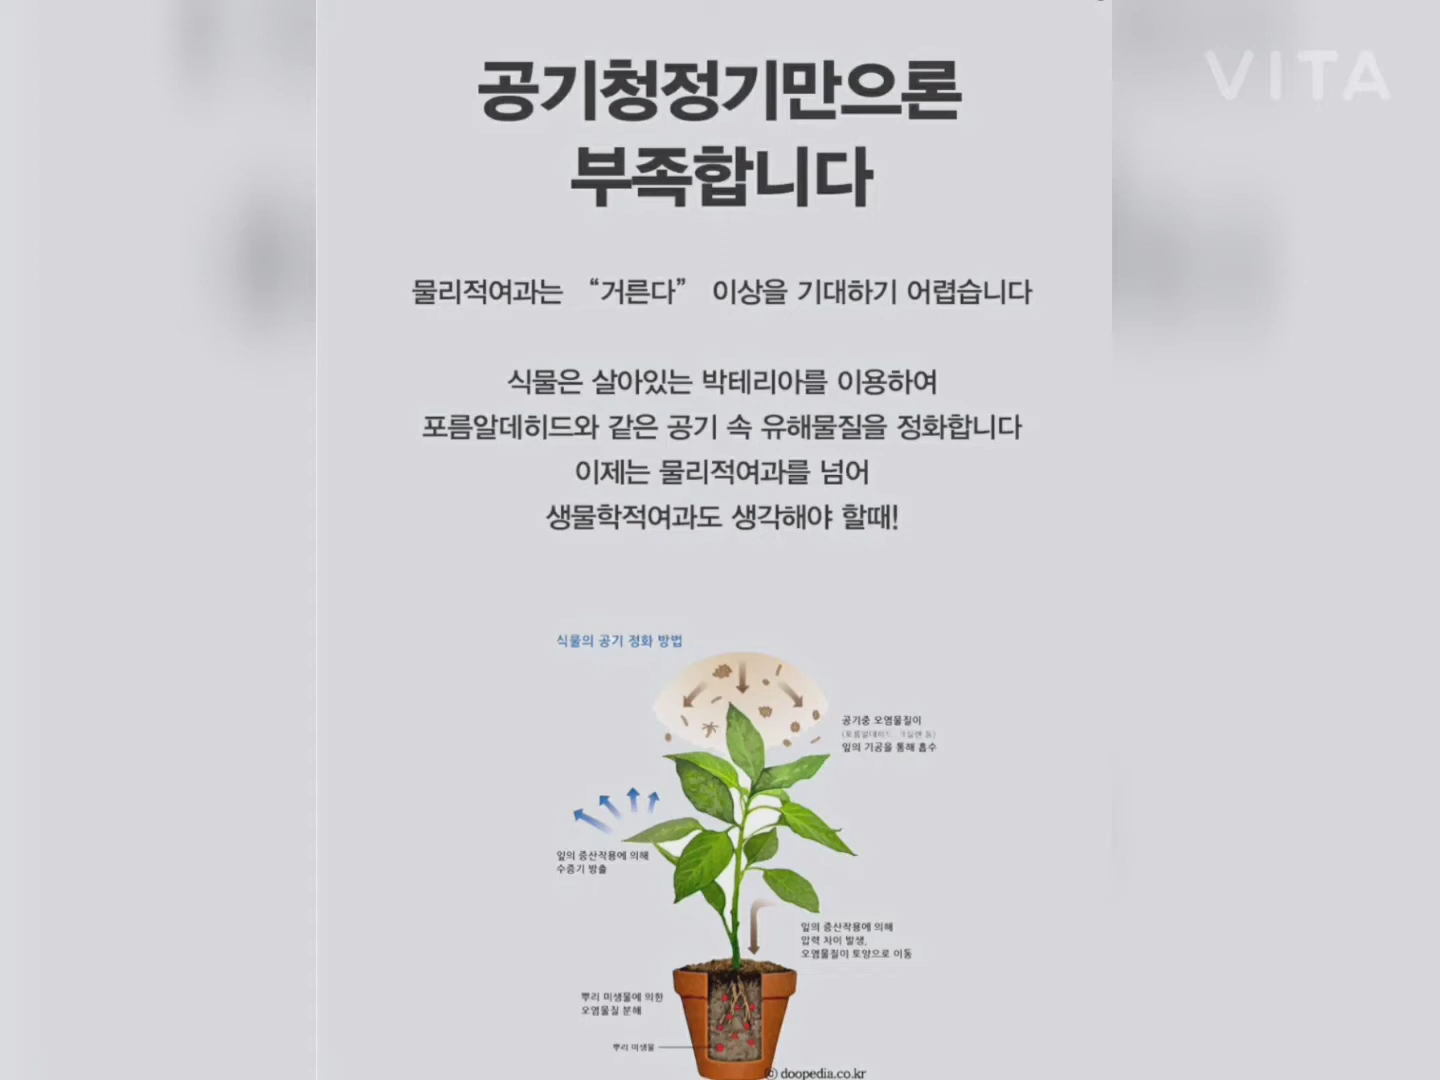 VITA
공기청정기만으론
부족합니다
물리적여과는 “거른다” 이상을 기대하기 어렵습니다
식물은 살아있는 박테리아를 이용하여
포름알데히드와 같은 공기 속 유해물질을 정화합니다
이제는 물리적여과를 넘어
생물학적여과도 생각해야 할때!
식물의 공기 정화 방법
공기중 오염물질이
잎의 기공을 통해 흡수
잎의 증산작용에 의해
수증기 방출
잎의 증산작용에 의해
압력 차이 발생,
오염물질이 토양으로 이동
뿌리 미생물에 의한
오염물질 분해
뿌리 미생물
ⓒ doopedia.co.kr